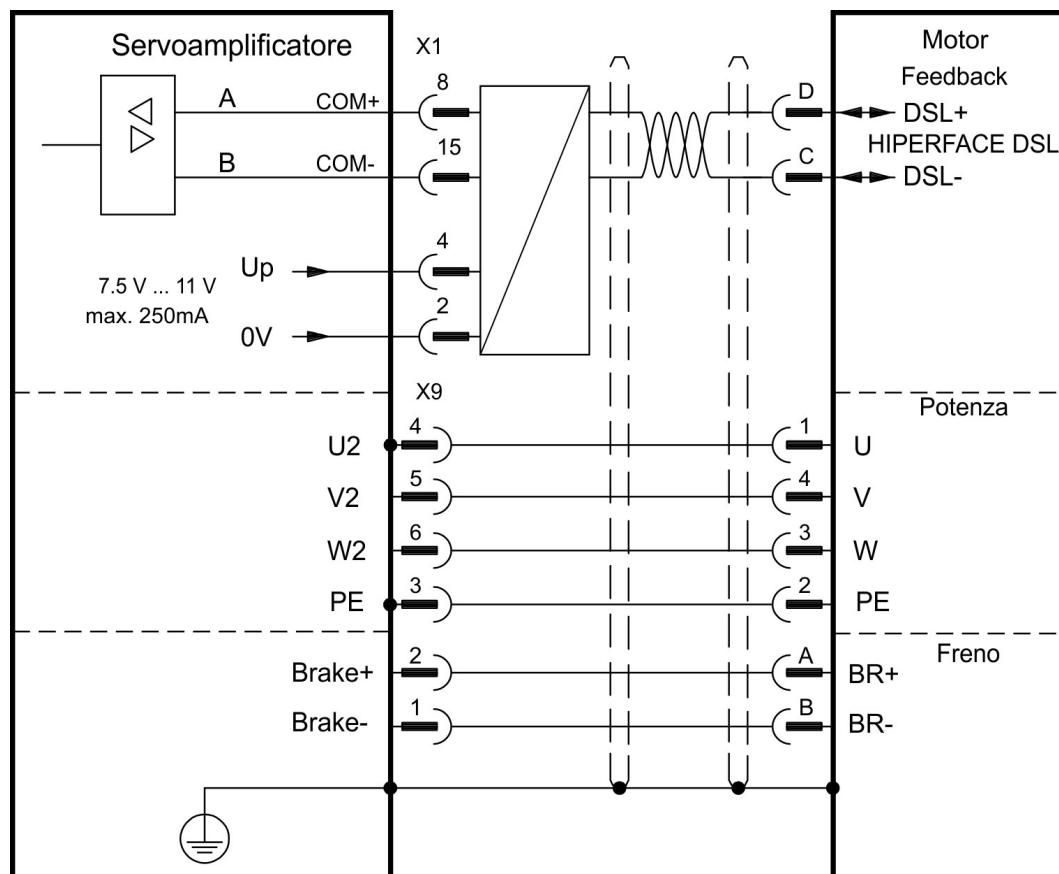 Servoamplificatore
X1
Motor
Feedback
A
COM+
8
D
DSL+
HIPERFACE DSL
B
COM-
15
C
DSL-
Up
4
7.5 V ... 11 V
max. 250mA
0V
2
X9
Potenza
U2
4
1
U
V2
5
4
V
W2
6
3
W
PE
3
2
PE
Freno
Brake+
2
A
BR+
Brake-
1
B
BR-